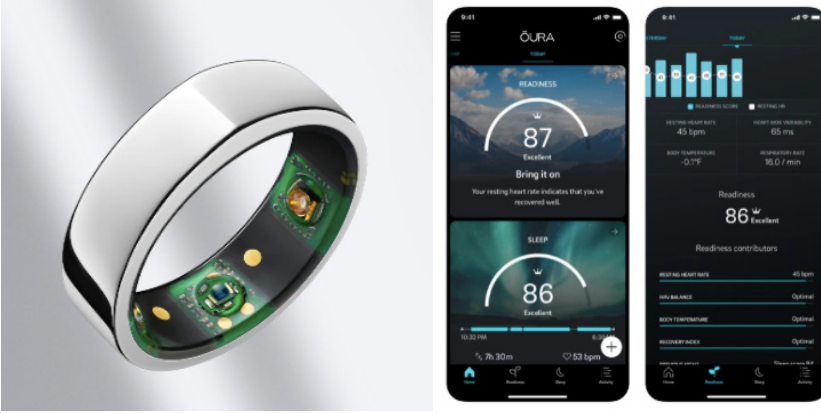 9:41
ŌURA
TODAY
READINESS
87
Excellent
Bring it on
Your resting heart rate indicates that you've
recovered well.
SLEEP
86
Excellent
10:32 PM
7h 30m
53 bpm
Home
Readiness
Sleep
Activity
9:41
TODAY
READINESS SCORE
RESTING HR
RESTING HEART RATE
HEART RATE VARIABILITY
45 bpm
65 ms
BODY TEMPERATURE
RESPIRATORY RATE
-0.1°F
16.0 / min
Readiness
86 Excellent
Readiness contributors
RESTING HEART RATE 45 bpm
HRV BALANCE Optimal
BODY TEMPERATURE Optimal
RECOVERY INDEX Optimal
Home
Readiness
Sleep
Activity